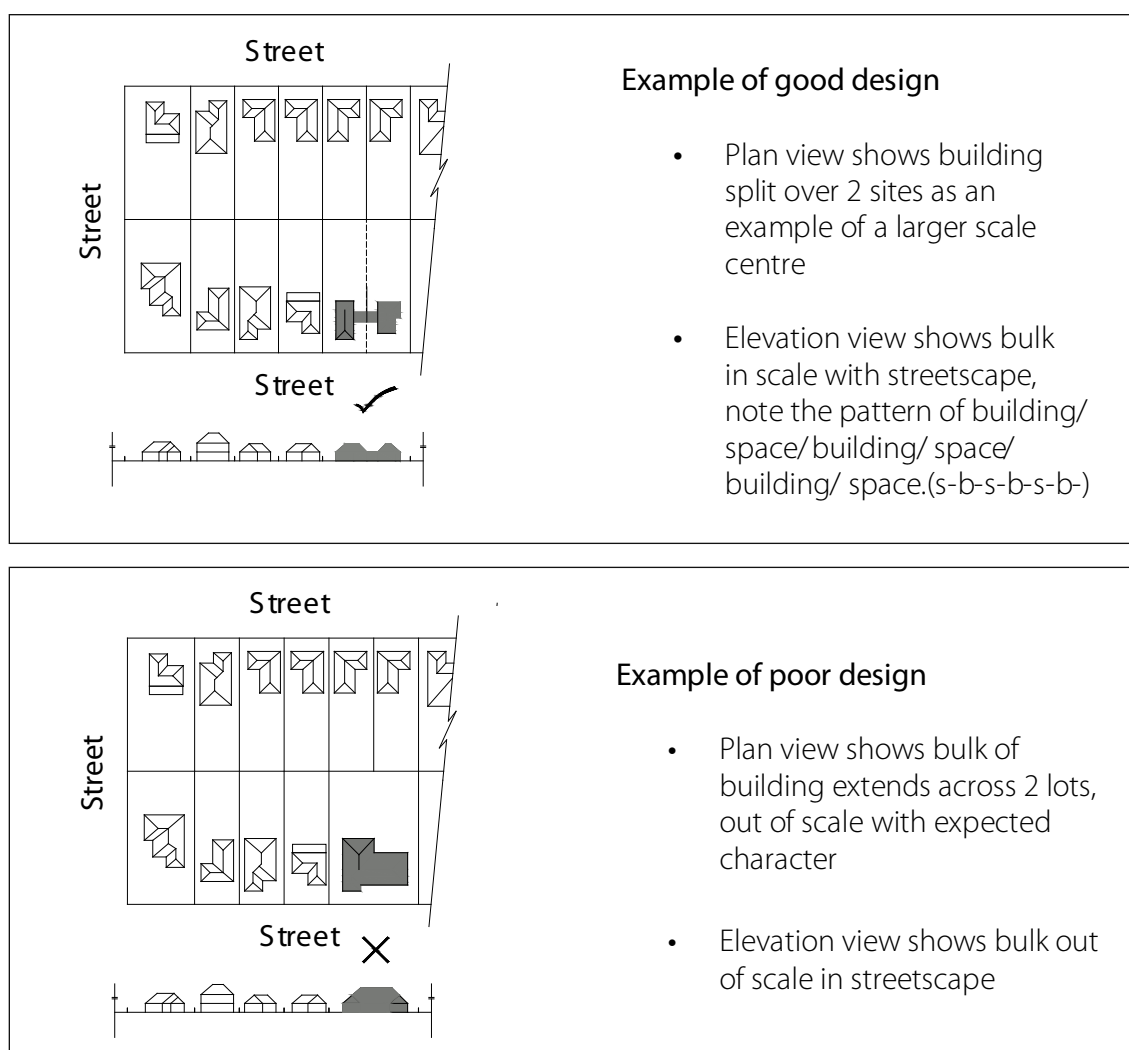 Street
Street
Street
Example of good design
• Plan view shows building
split over 2 sites as an
example of a larger scale
centre
• Elevation view shows bulk
in scale with streetscape,
note the pattern of building/
space/ building/ space/
building/ space.(s-b-s-b-s-b-)
Street
Street
Street
Example of poor design
• Plan view shows bulk of
building extends across 2 lots,
out of scale with expected
character
• Elevation view shows bulk out
of scale in streetscape